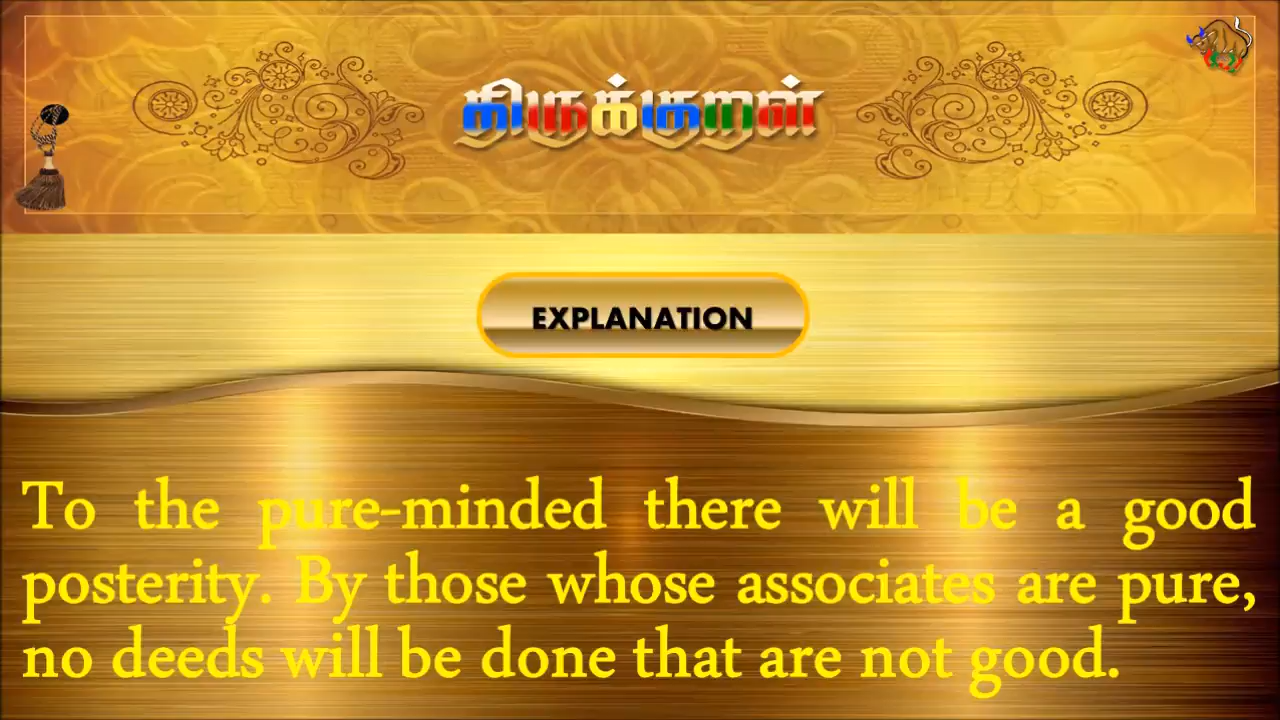 திருக்குறள்
EXPLANATION
To the pure-minded there will be a good
posterity. By those whose associates are pure,
no deeds will be done that are not good.